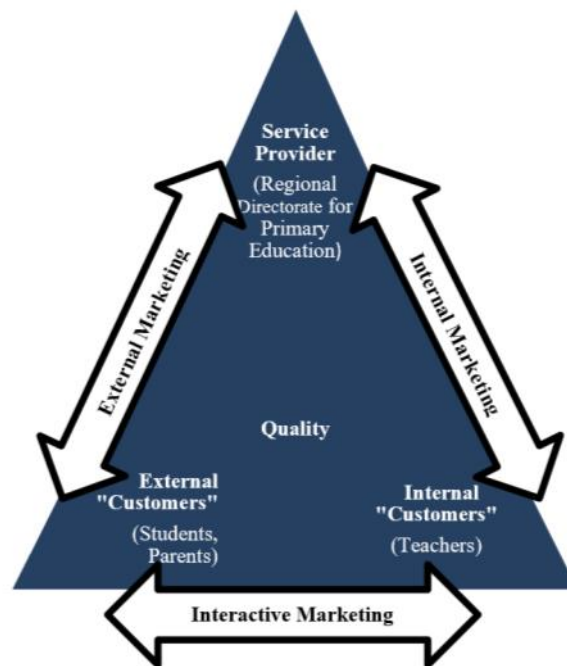 Service
Provider
(Regional
Directorate for
Primary
Education)
External Marketing
Internal Marketing
Quality
External
"Customers"
(Students,
Parents)
Internal
"Customers"
(Teachers)
Interactive Marketing